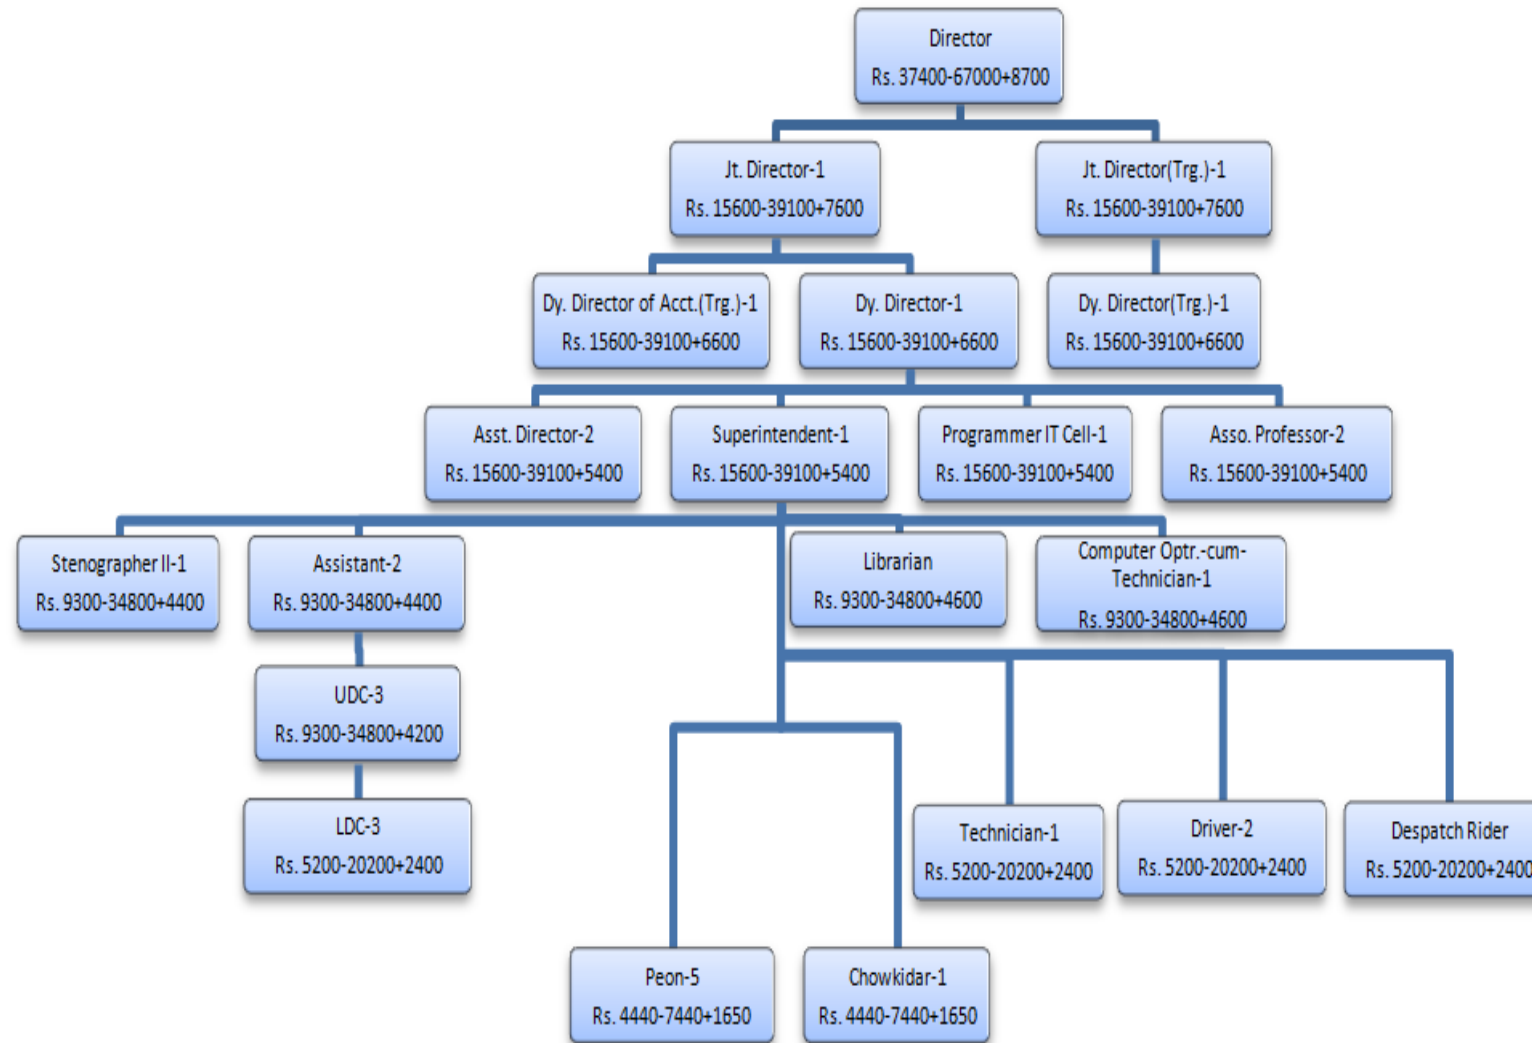 Director
Rs. 37400-67000+8700
Jt. Director-1
Rs. 15600-39100+7600
Jt. Director(Trg.)-1
Rs. 15600-39100+7600
Dy. Director of Acct.(Trg.)-1
Rs. 15600-39100+6600
Dy. Director-1
Rs. 15600-39100+6600
Dy. Director(Trg.)-1
Rs. 15600-39100+6600
Asst. Director-2
Rs. 15600-39100+5400
Superintendent-1
Rs. 15600-39100+5400
Programmer IT Cell-1
Rs. 15600-39100+5400
Asso. Professor-2
Rs. 15600-39100+5400
Stenographer II-1
Rs. 9300-34800+4400
Assistant-2
Rs. 9300-34800+4400
Librarian
Rs. 9300-34800+4600
Computer Optr.-cum-
Technician-1
Rs. 9300-34800+4600
UDC-3
Rs. 9300-34800+4200
LDC-3
Rs. 5200-20200+2400
Technician-1
Rs. 5200-20200+2400
Driver-2
Rs. 5200-20200+2400
Despatch Rider
Rs. 5200-20200+2400
Peon-5
Rs. 4440-7440+1650
Chowkidar-1
Rs. 4440-7440+1650